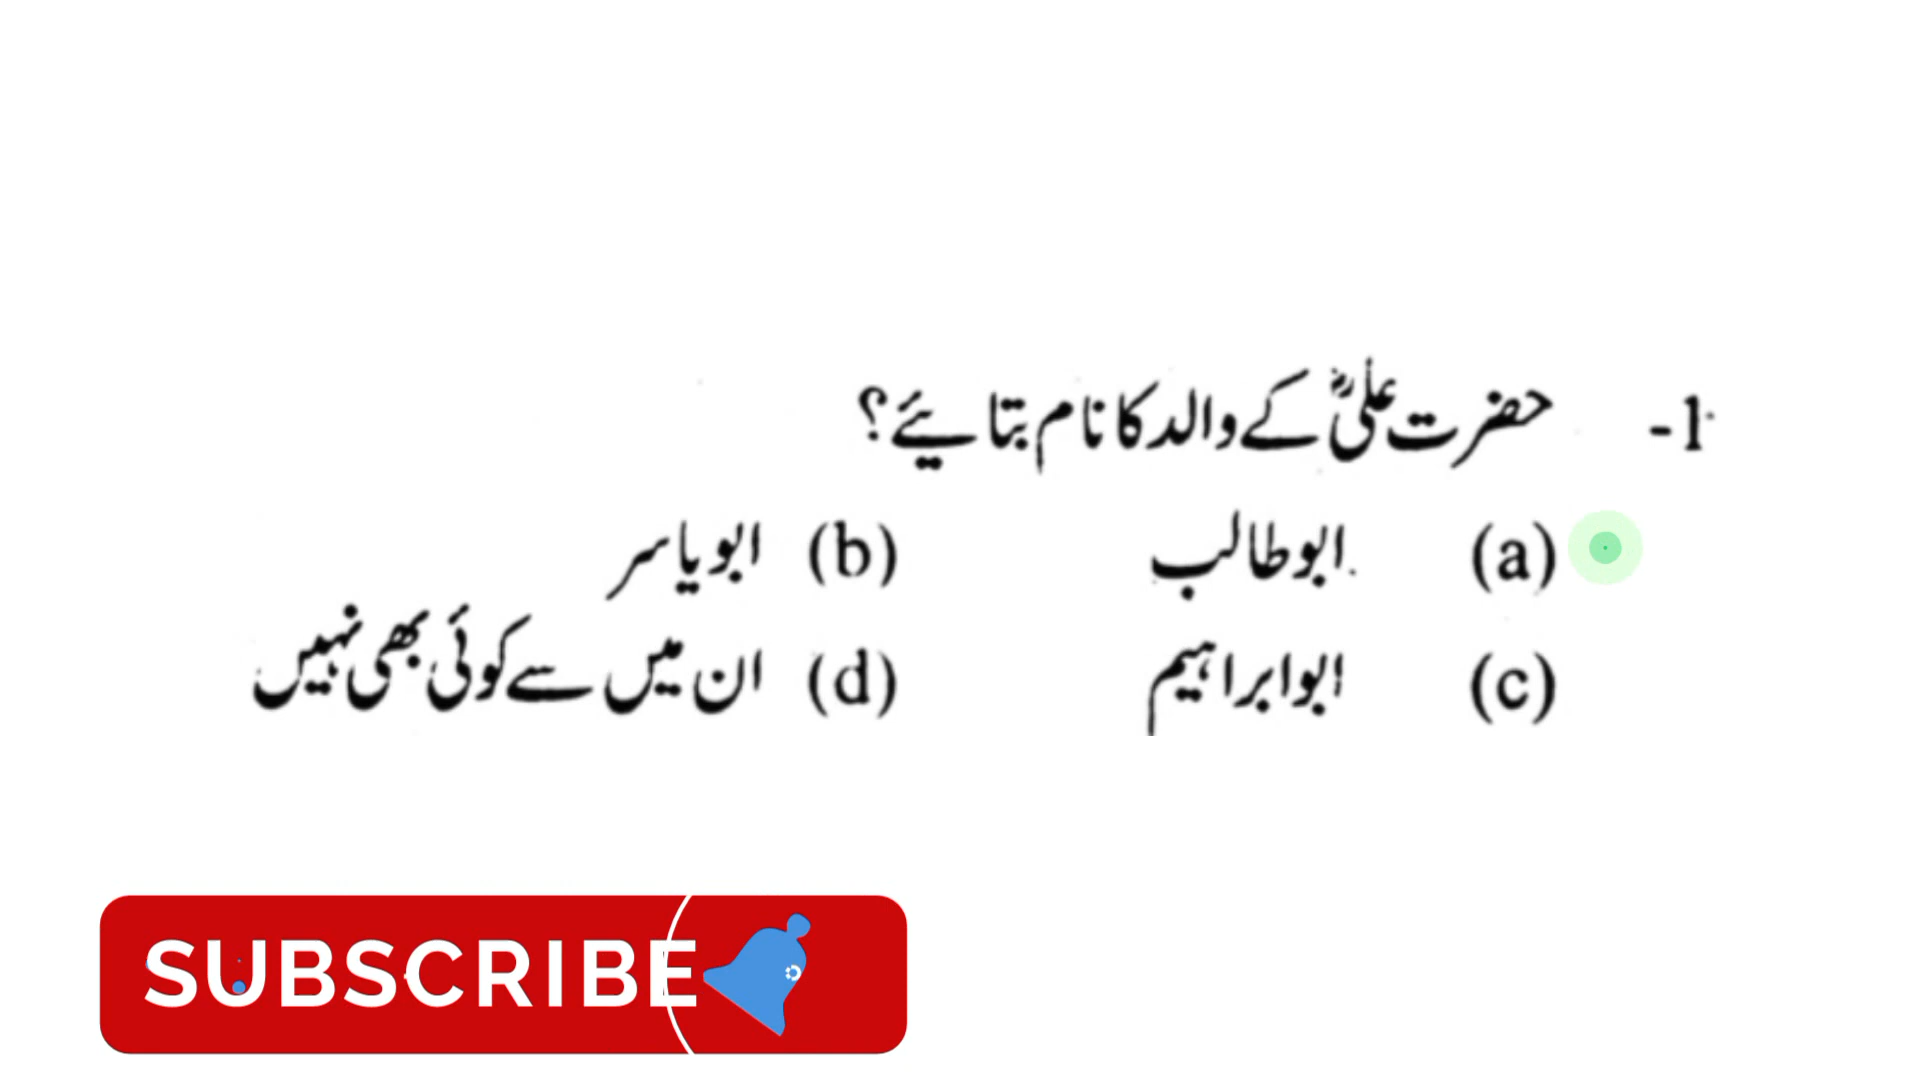 1- حضرت علیؓ کے والد کا نام بتایئے؟
(a) ابوطالب (b) ابویاسر
(c) ابوابراہیم (d) ان میں سے کوئی بھی نہیں
SUBSCRIBE